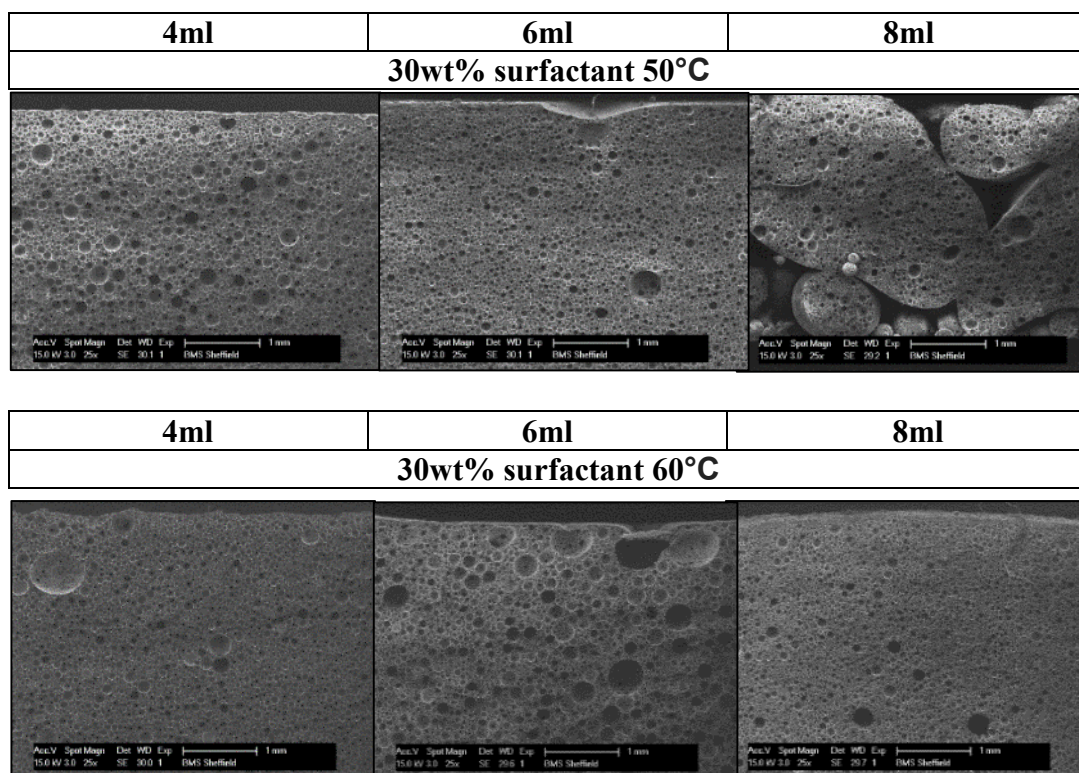 4ml 6ml 8ml
30wt% surfactant 50°C
Acc.V Spot Magn Det WD Exp 1 mm
15.0 kV 3.0 25x SE 30.1 1 BMS Sheffield
Acc.V Spot Magn Det WD Exp 1 mm
15.0 kV 3.0 25x SE 30.1 1 BMS Sheffield
Acc.V Spot Magn Det WD Exp 1 mm
15.0 kV 3.0 25x SE 29.2 1 BMS Sheffield
4ml 6ml 8ml
30wt% surfactant 60°C
Acc.V Spot Magn Det WD Exp 1 mm
15.0 kV 3.0 25x SE 30.0 1 BMS Sheffield
Acc.V Spot Magn Det WD Exp 1 mm
15.0 kV 3.0 25x SE 29.6 1 BMS Sheffield
Acc.V Spot Magn Det WD Exp 1 mm
15.0 kV 3.0 25x SE 29.7 1 BMS Sheffield